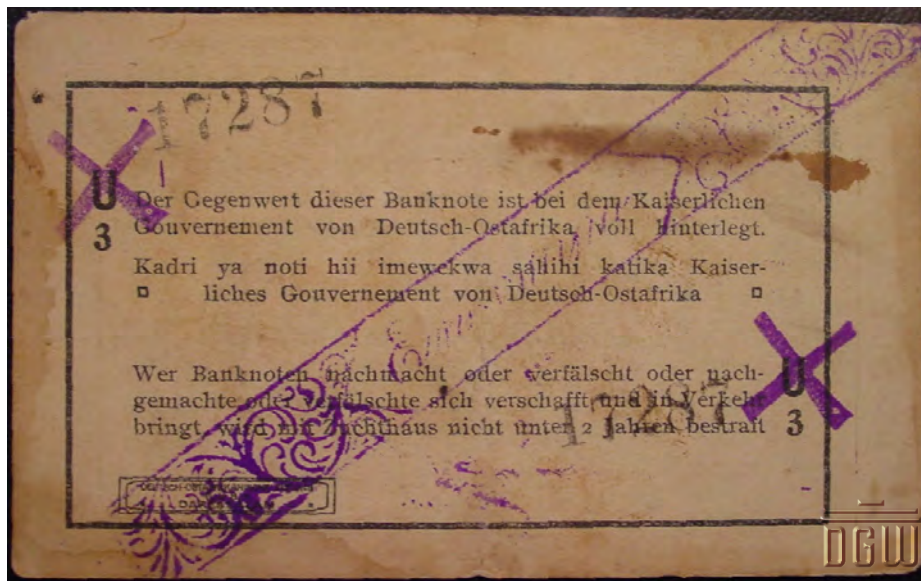 17287
U
3
Der Gegenwert dieser Banknote ist bei dem Kaiserlichen
Gouvernement von Deutsch-Ostafrika voll hinterlegt.
Kadri ya noti hii imewekwa sahihi katika Kaiser-
liches Gouvernement von Deutsch-Ostafrika
Wer Banknoten nachmacht oder verfälscht oder nach-
gemachte oder verfälschte sich verschafft und in Verkehr
bringt, wird mit Zuchthaus nicht unter 2 Jahren bestraft
17287
U
3
DGW